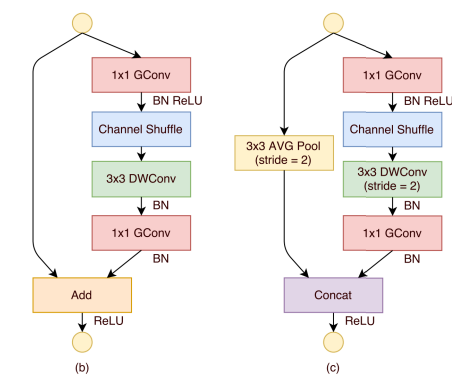 1x1 GConv
BN ReLU
Channel Shuffle
3x3 DWConv
BN
1x1 GConv
BN
Add
ReLU
(b)
1x1 GConv
BN ReLU
Channel Shuffle
3x3 AVG Pool
(stride = 2)
3x3 DWConv
(stride = 2)
BN
1x1 GConv
BN
Concat
ReLU
(c)